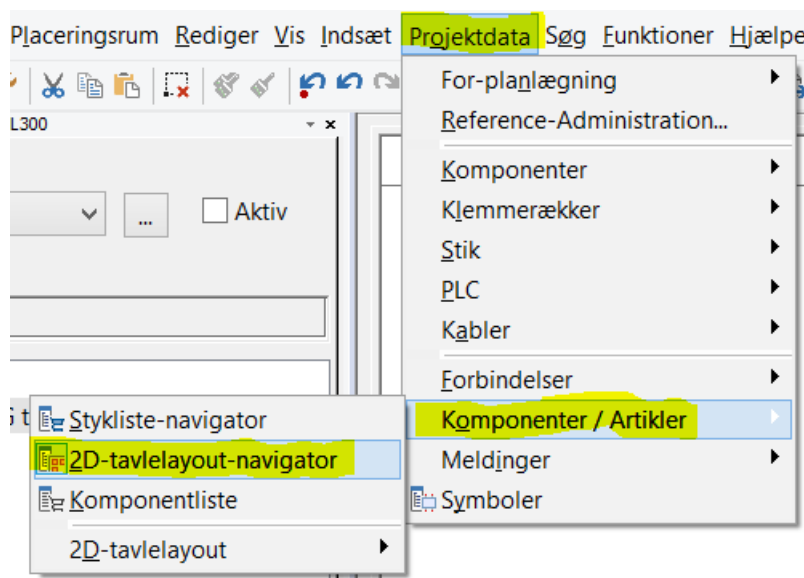 Placeringsrum Rediger Vis Indsæt Projektdata Søg Funktioner Hjælpe
L300
... Aktiv
For-planlægning
Reference-Administration...
Komponenter
Klemmerækker
Stik
PLC
Kabler
Forbindelser
Komponenter / Artikler
Meldinger
Symboler
Stykliste-navigator
2D-tavlelayout-navigator
Komponentliste
2D-tavlelayout